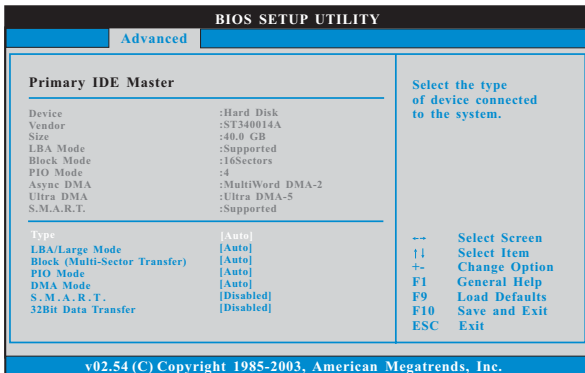 BIOS SETUP UTILITY
Advanced
Primary IDE Master
Device :Hard Disk
Vendor :ST340014A
Size :40.0 GB
LBA Mode :Supported
Block Mode :16Sectors
PIO Mode :4
Async DMA :MultiWord DMA-2
Ultra DMA :Ultra DMA-5
S.M.A.R.T. :Supported
Type [Auto]
LBA/Large Mode [Auto]
Block (Multi-Sector Transfer) [Auto]
PIO Mode [Auto]
DMA Mode [Auto]
S.M.A.R.T. [Disabled]
32Bit Data Transfer [Disabled]
Select the type
of device connected
to the system.
←→ Select Screen
↑↓ Select Item
+- Change Option
F1 General Help
F9 Load Defaults
F10 Save and Exit
ESC Exit
v02.54 (C) Copyright 1985-2003, American Megatrends, Inc.